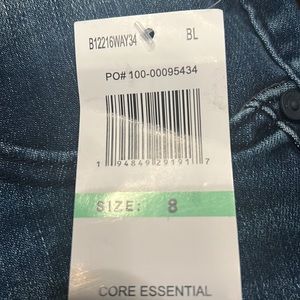 B12216WAY34 BL
PO# 100-00095434
1 94849 29191 7
SIZE: 8
CORE ESSENTIAL